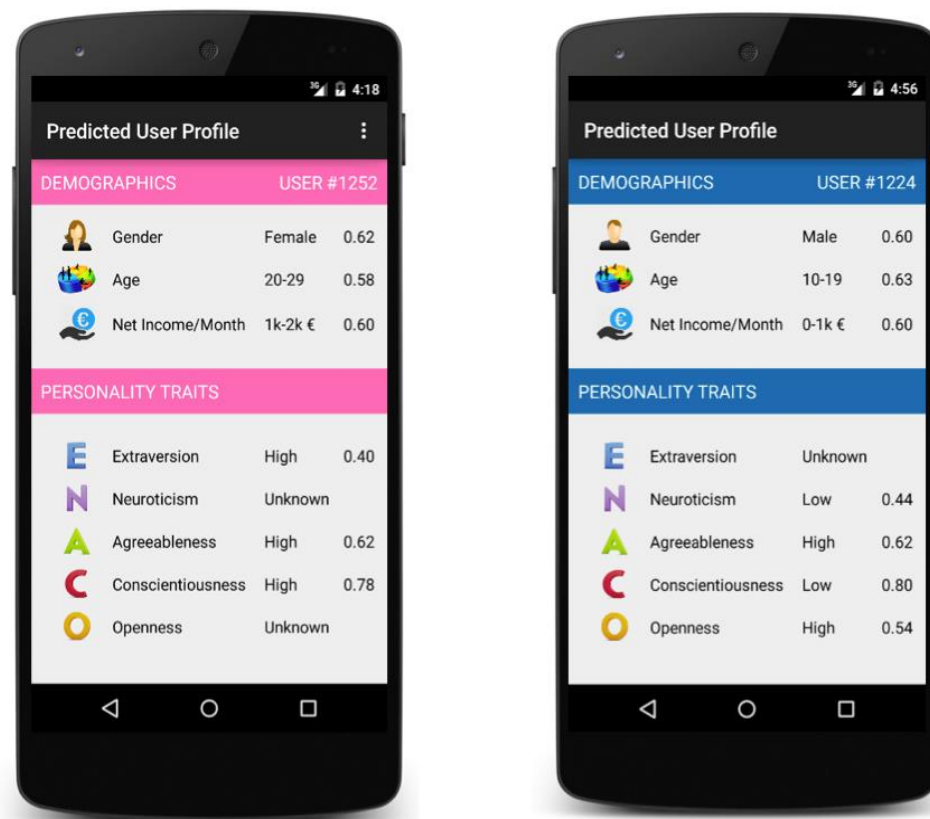 3G 4:18
Predicted User Profile
DEMOGRAPHICS USER #1252
Gender Female 0.62
Age 20-29 0.58
Net Income/Month 1k-2k € 0.60
PERSONALITY TRAITS
E Extraversion High 0.40
N Neuroticism Unknown
A Agreeableness High 0.62
C Conscientiousness High 0.78
O Openness Unknown
3G 4:56
Predicted User Profile
DEMOGRAPHICS USER #1224
Gender Male 0.60
Age 10-19 0.63
Net Income/Month 0-1k € 0.60
PERSONALITY TRAITS
E Extraversion Unknown
N Neuroticism Low 0.44
A Agreeableness High 0.62
C Conscientiousness Low 0.80
O Openness High 0.54